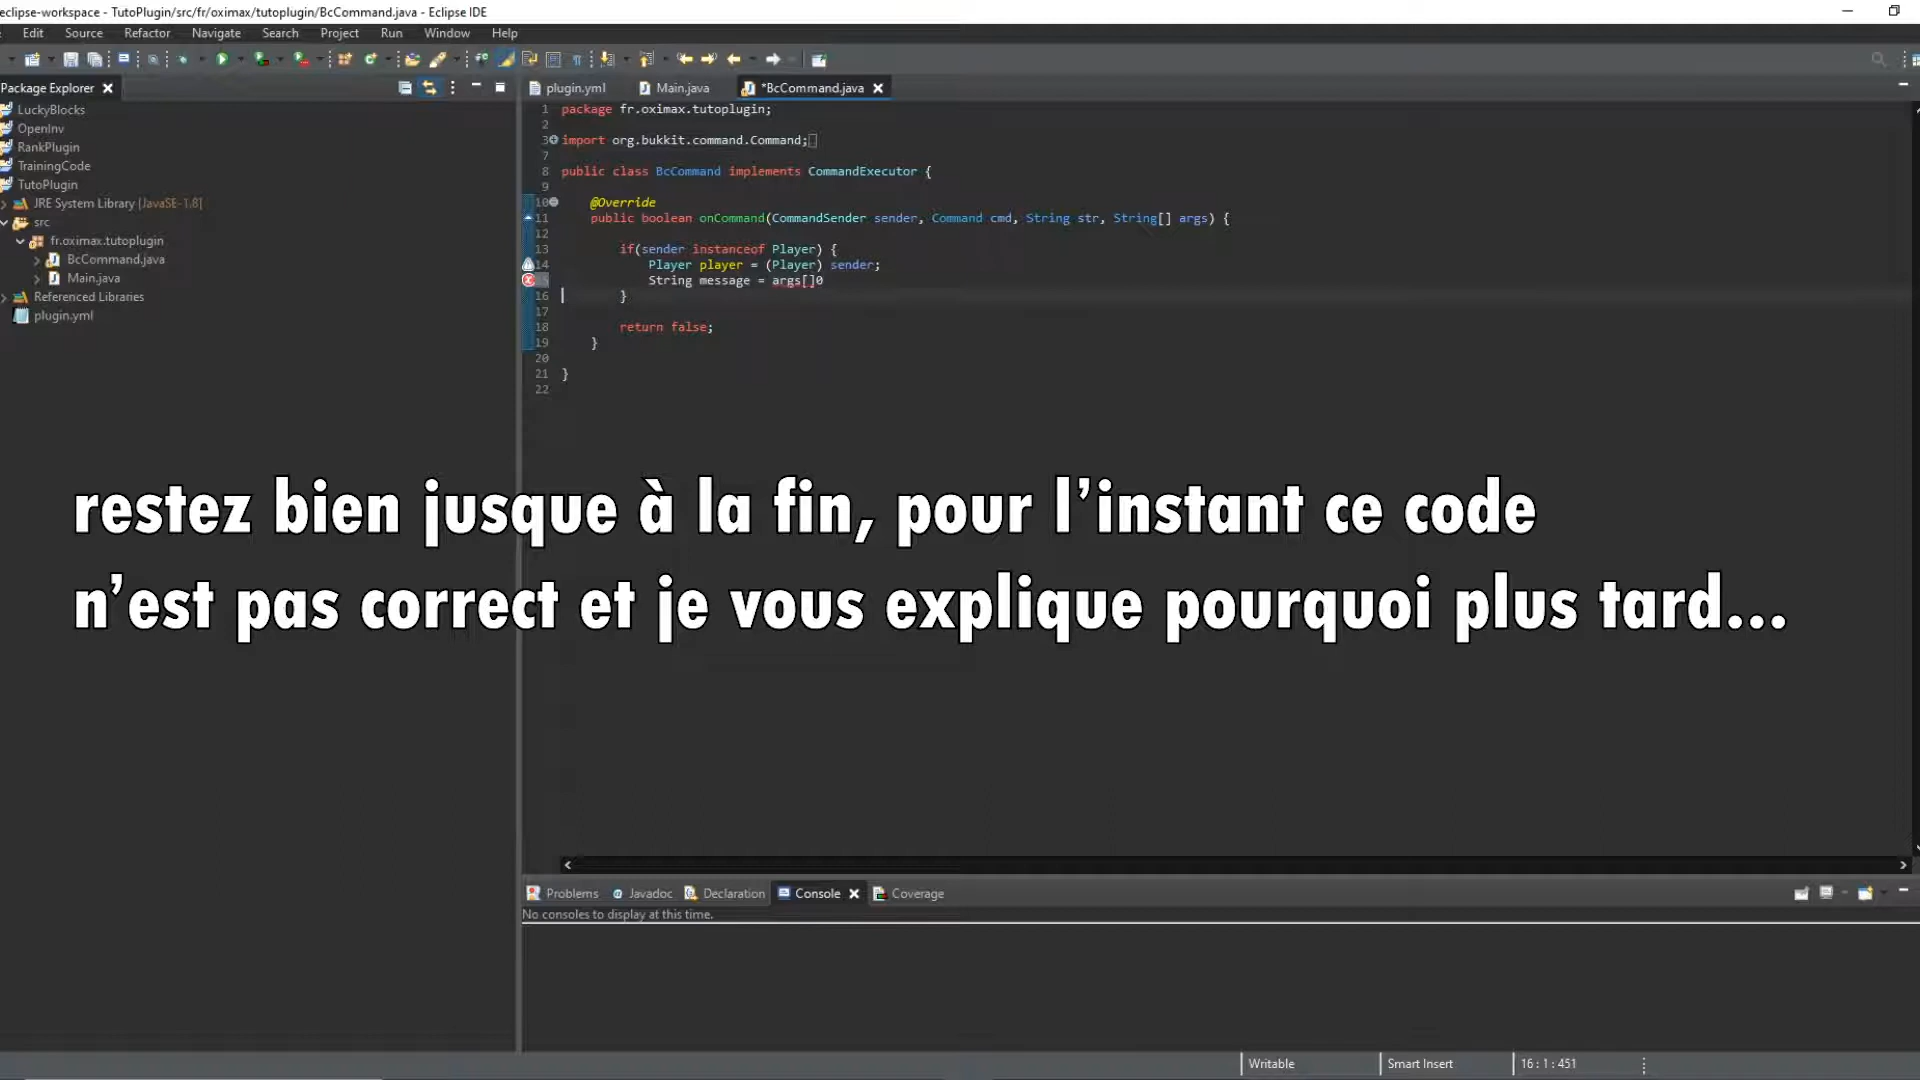 eclipse-workspace - TutoPlugin/src/fr/oximax/tutoplugin/BcCommand.java - Eclipse IDE
Edit Source Refactor Navigate Search Project Run Window Help
Package Explorer
plugin.yml Main.java *BcCommand.java
LuckyBlocks
OpenInv
RankPlugin
TrainingCode
TutoPlugin
JRE System Library [JavaSE-1.8]
src
fr.oximax.tutoplugin
BcCommand.java
Main.java
Referenced Libraries
plugin.yml
1 package fr.oximax.tutoplugin;
2
3 import org.bukkit.command.Command;
7
8 public class BcCommand implements CommandExecutor {
9
10 @Override
11 public boolean onCommand(CommandSender sender, Command cmd, String str, String[] args) {
12
13 if(sender instanceof Player) {
14 Player player = (Player) sender;
String message = args[]0
16 }
17
18 return false;
19 }
20
21 }
22
restez bien jusque à la fin, pour l'instant ce code
n'est pas correct et je vous explique pourquoi plus tard...
Problems Javadoc Declaration Console Coverage
No consoles to display at this time.
Writable Smart Insert 16 : 1 : 451